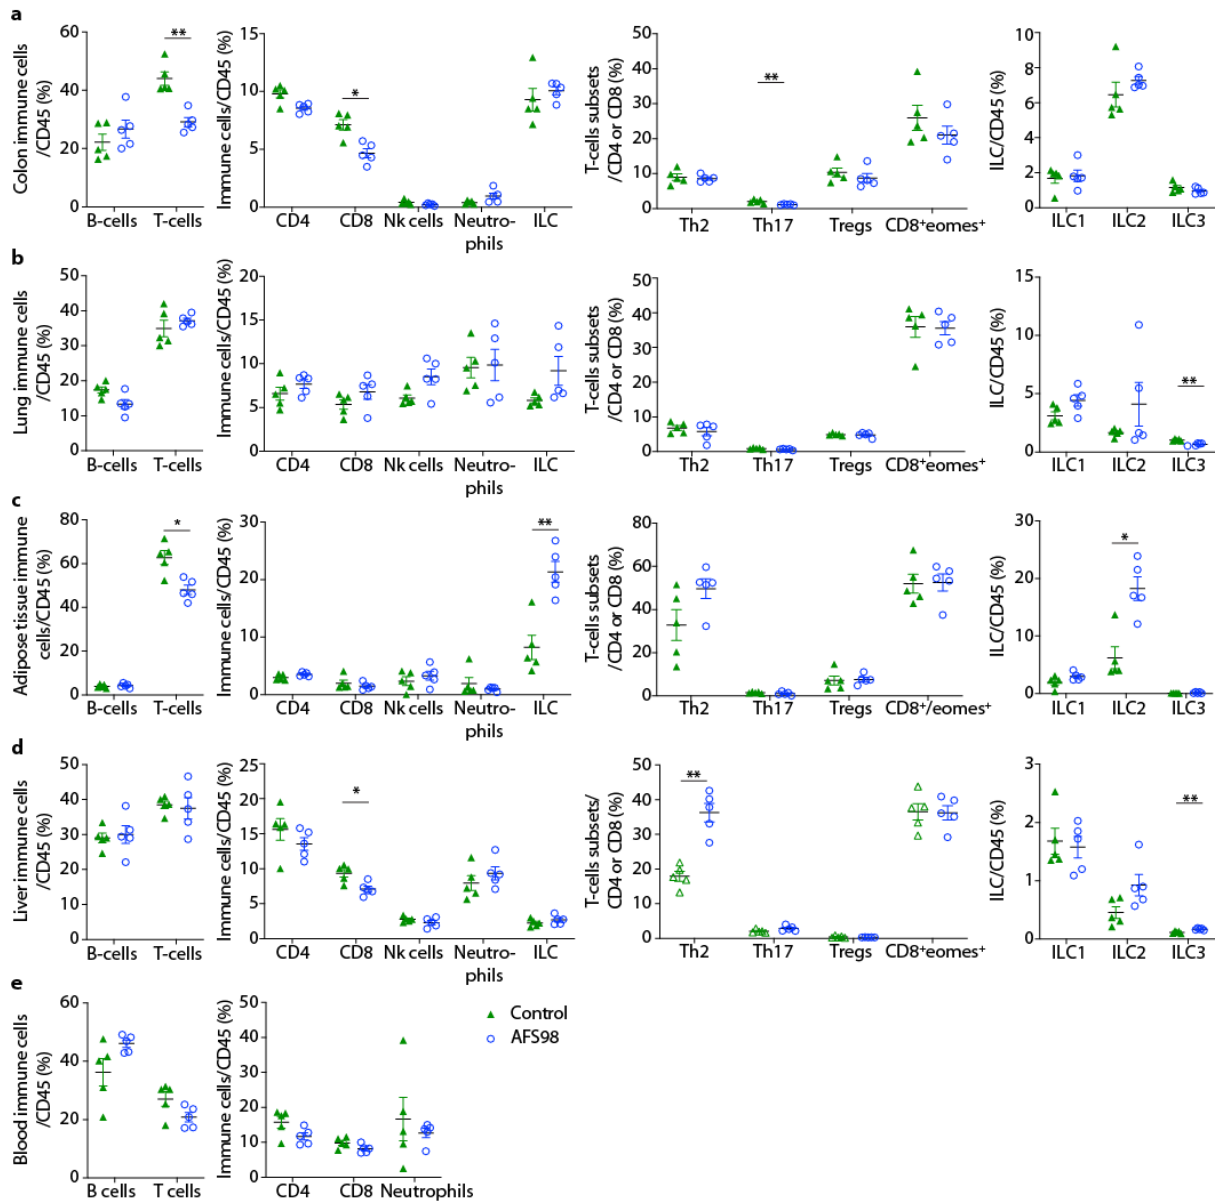 a
Colon immune cells
/CD45 (%)
60
40
20
0
**
B-cells T-cells
Immune cells/CD45 (%)
15
10
5
0
*
CD4 CD8 Nk cells Neutro-
phils
ILC
T-cells subsets
/CD4 or CD8 (%)
50
40
30
20
10
0
**
Th2 Th17 Tregs CD8+eomes+
ILC/CD45 (%)
10
8
6
4
2
0
ILC1 ILC2 ILC3
b
Lung immune cells
/CD45 (%)
50
40
30
20
10
0
B-cells T-cells
Immune cells/CD45 (%)
20
15
10
5
0
CD4 CD8 Nk cells Neutro-
phils
ILC
T-cells subsets
/CD4 or CD8 (%)
50
40
30
20
10
0
Th2 Th17 Tregs CD8+eomes+
ILC/CD45 (%)
15
10
5
0
**
ILC1 ILC2 ILC3
c
Adipose tissue immune
cells/CD45 (%)
80
60
40
20
0
*
B-cells T-cells
Immune cells/CD45 (%)
30
20
10
0
**
CD4 CD8 Nk cells Neutro-
phils
ILC
T-cells subsets
/CD4 or CD8 (%)
80
60
40
20
0
Th2 Th17 Tregs CD8+/eomes+
ILC/CD45 (%)
30
20
10
0
*
ILC1 ILC2 ILC3
d
Liver immune cells
/CD45 (%)
50
40
30
20
10
0
B-cells T-cells
Immune cells/CD45 (%)
25
20
15
10
5
0
*
CD4 CD8 Nk cells Neutro-
phils
ILC
T-cells subsets/
CD4 or CD8 (%)
50
40
30
20
10
0
**
Th2 Th17 Tregs CD8+eomes+
ILC/CD45 (%)
3
2
1
0
**
ILC1 ILC2 ILC3
e
Blood immune cells
/CD45 (%)
60
40
20
0
B cells T cells
Immune cells/CD45 (%)
50
40
30
20
10
0
CD4 CD8 Neutrophils
Control
AFS98